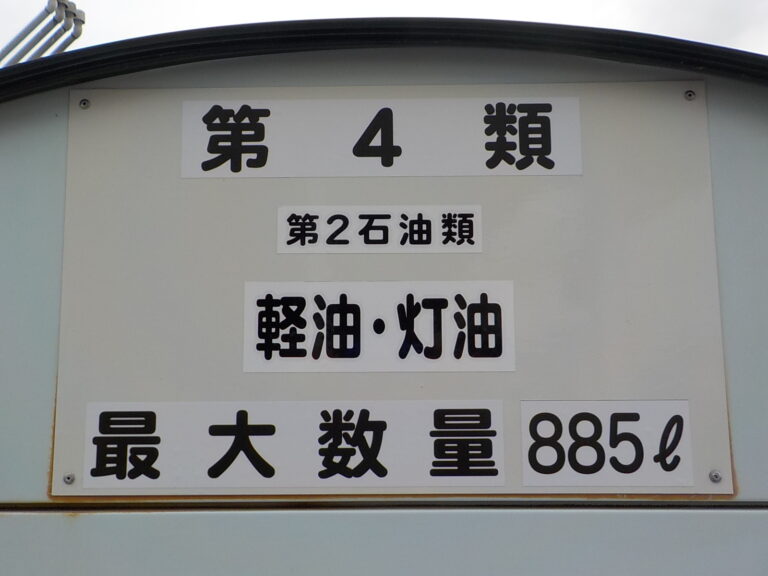 第4類
第2石油類
軽油・灯油
最大数量 885ℓ